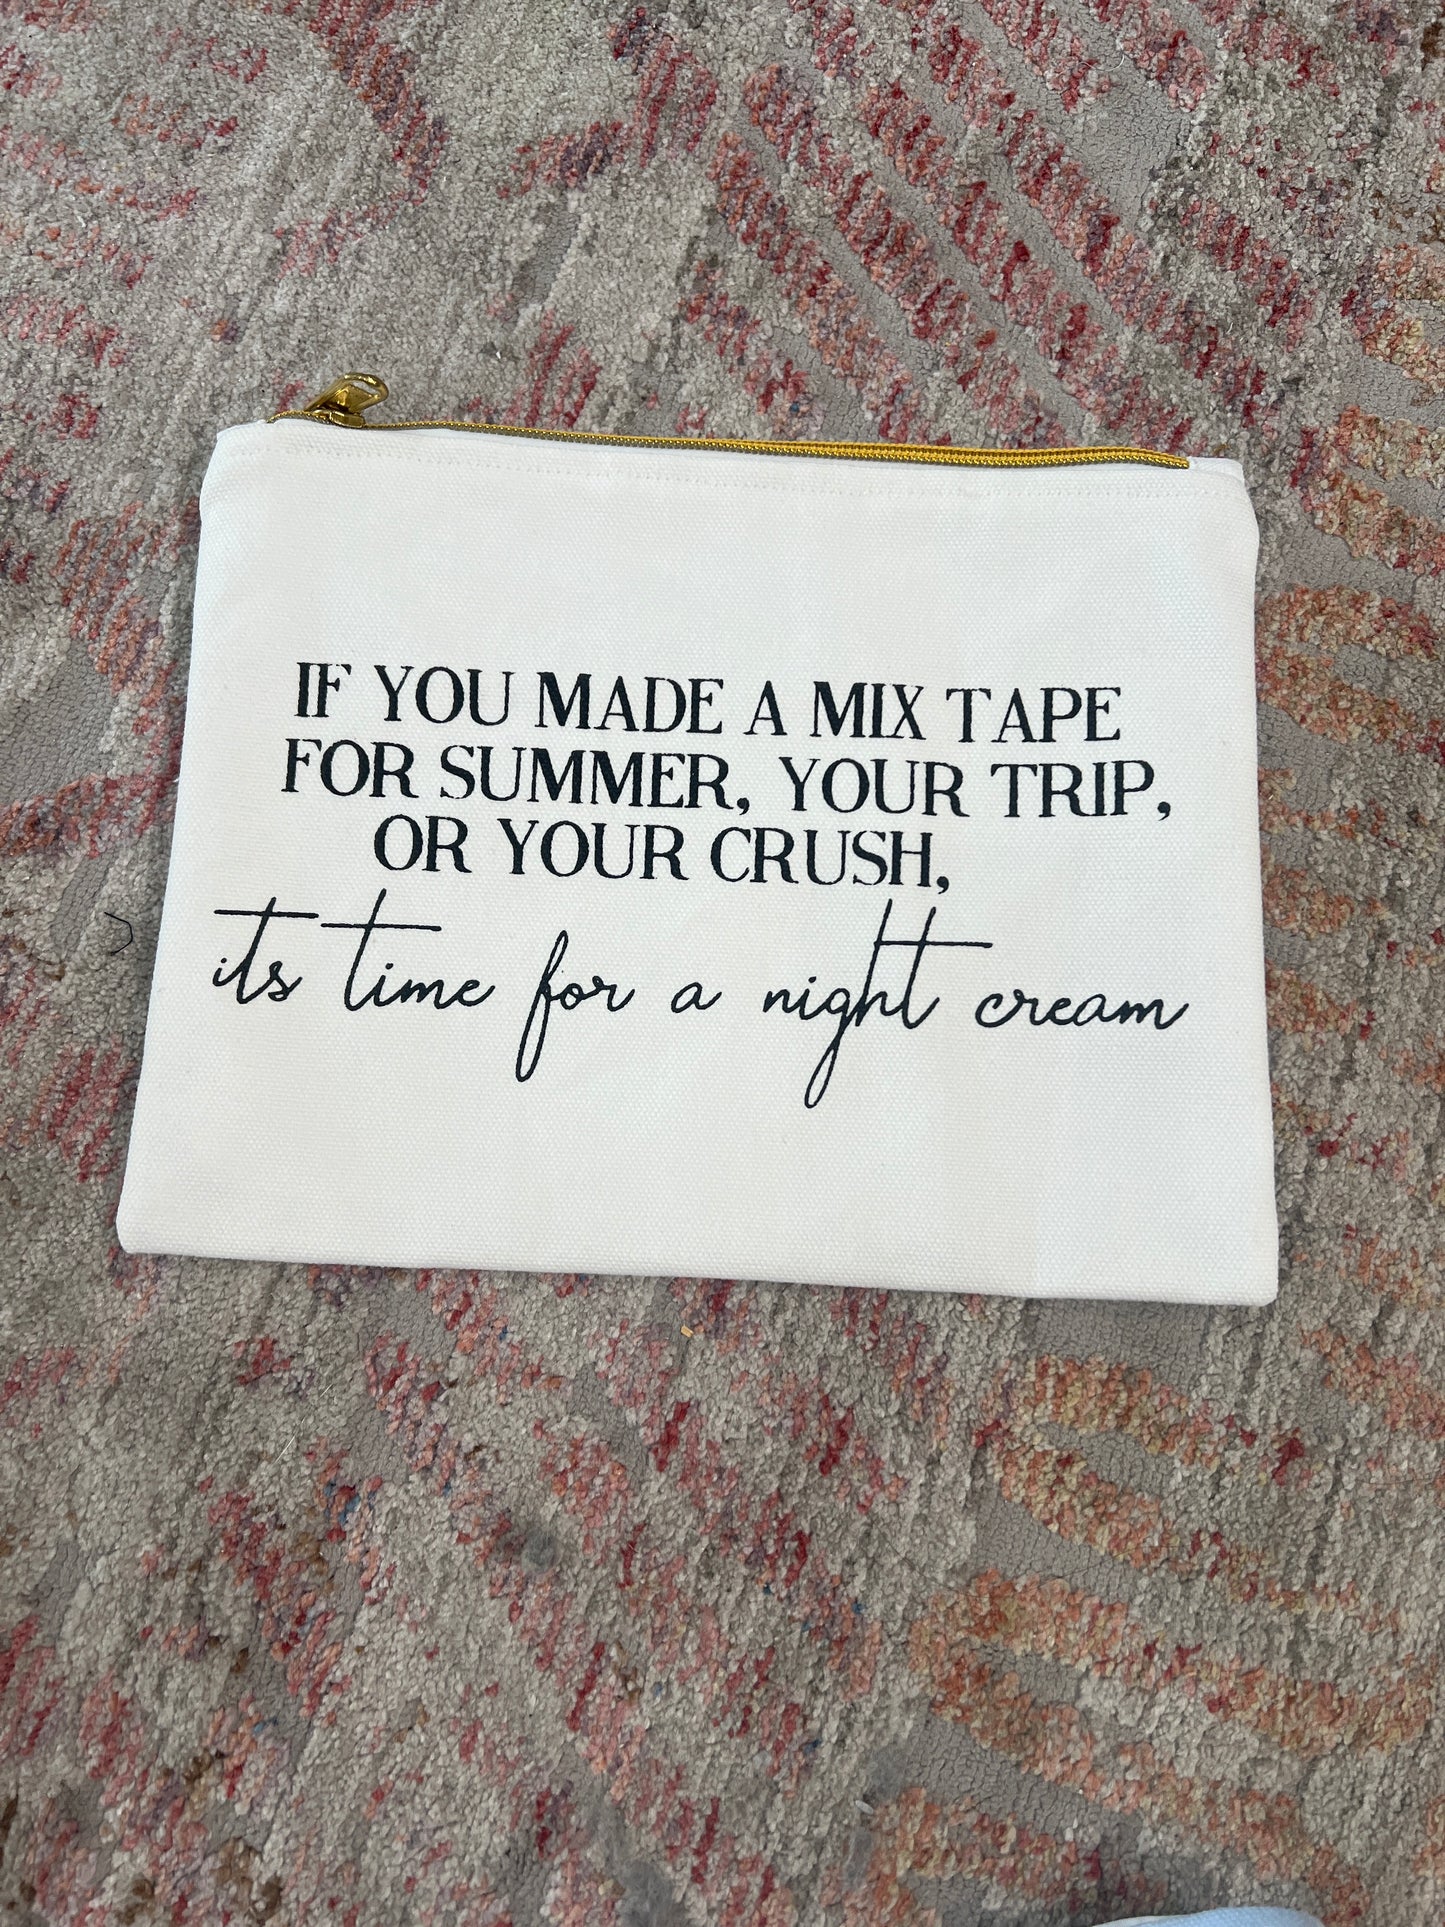 IF YOU MADE A MIX TAPE
FOR SUMMER, YOUR TRIP,
OR YOUR CRUSH,
its time for a night cream